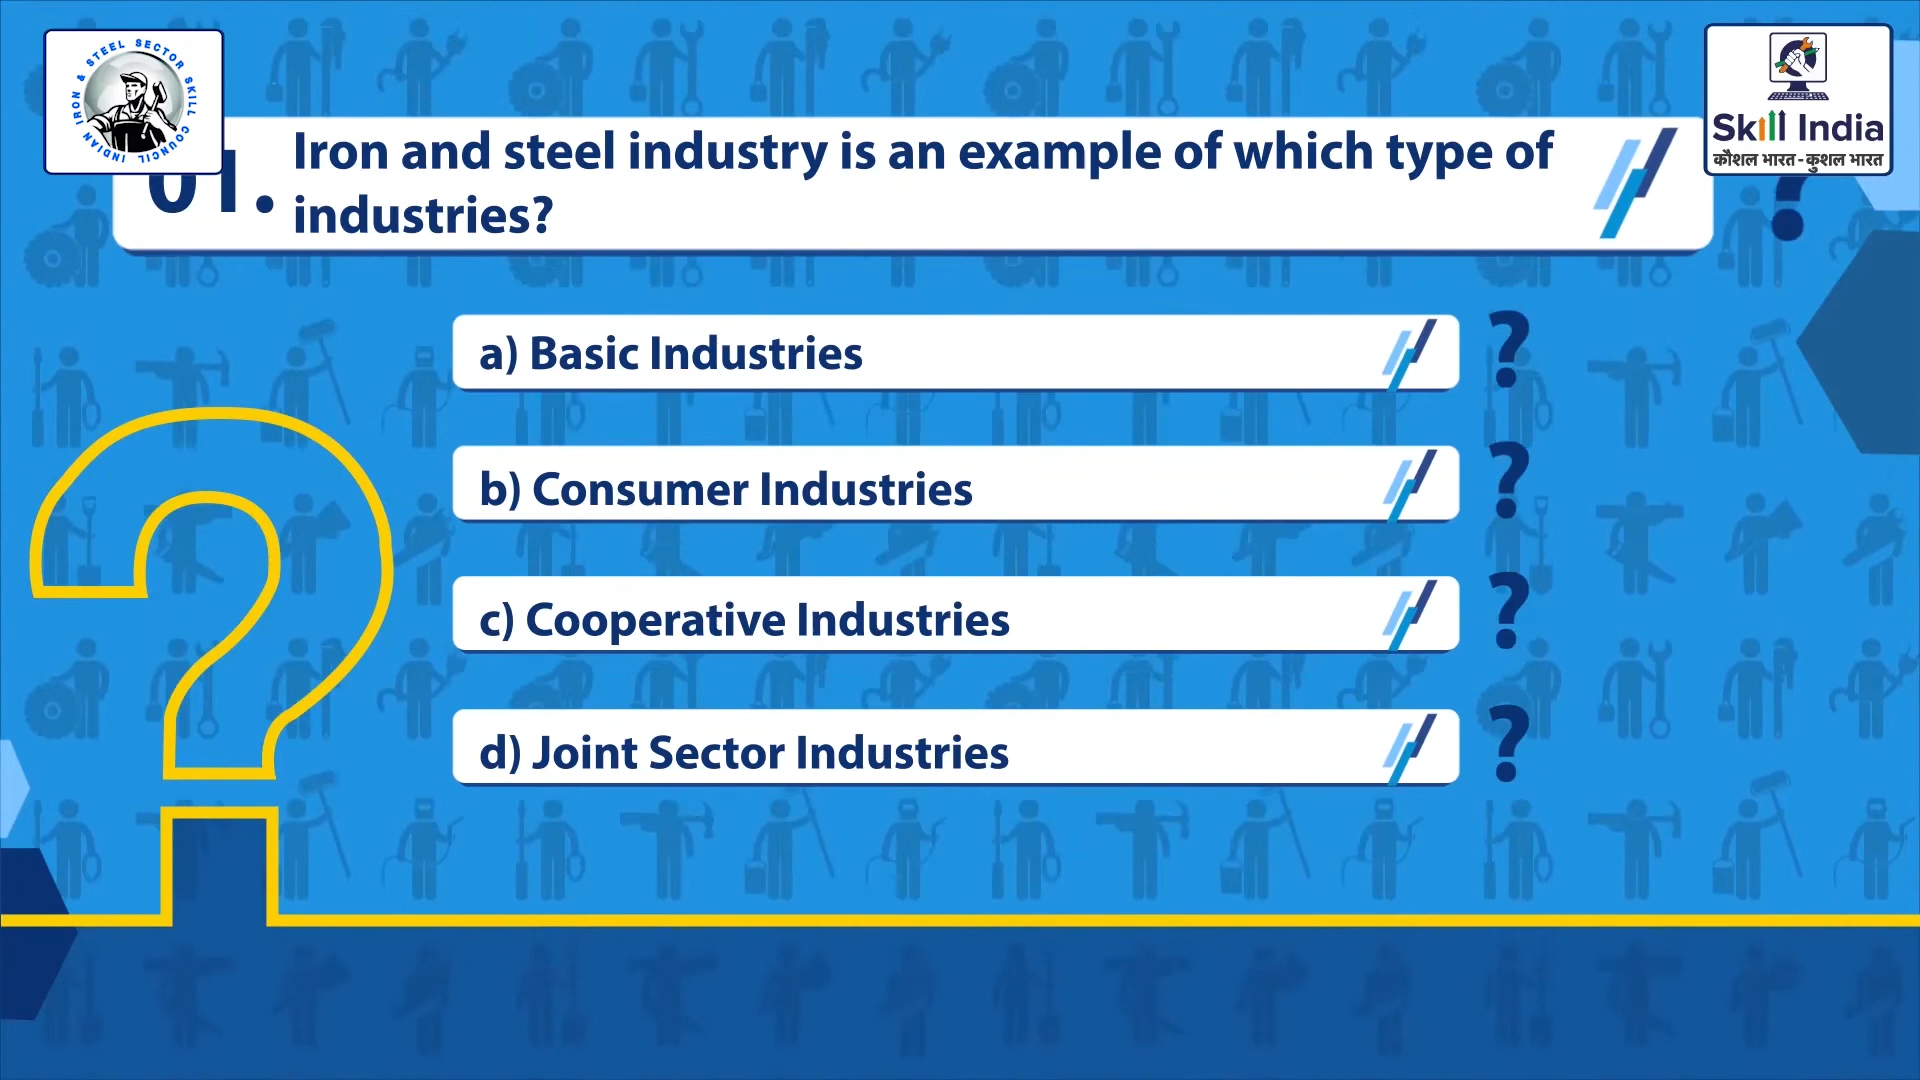 INDIAN IRON & STEEL SECTOR SKILL COUNCIL
Skill India
कौशल भारत - कुशल भारत
01. Iron and steel industry is an example of which type of
industries?
?
a) Basic Industries
?
b) Consumer Industries
?
c) Cooperative Industries
?
d) Joint Sector Industries
?
?